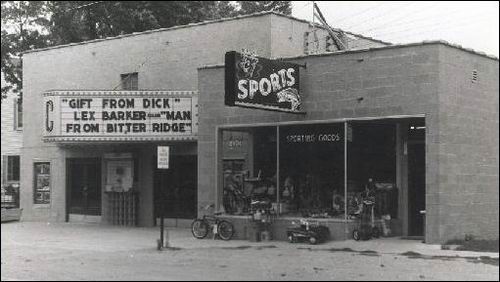 C
"GIFT FROM DICK"
LEX BARKER "MAN
FROM BITTER RIDGE"
SPORTS
SPORTING GOODS